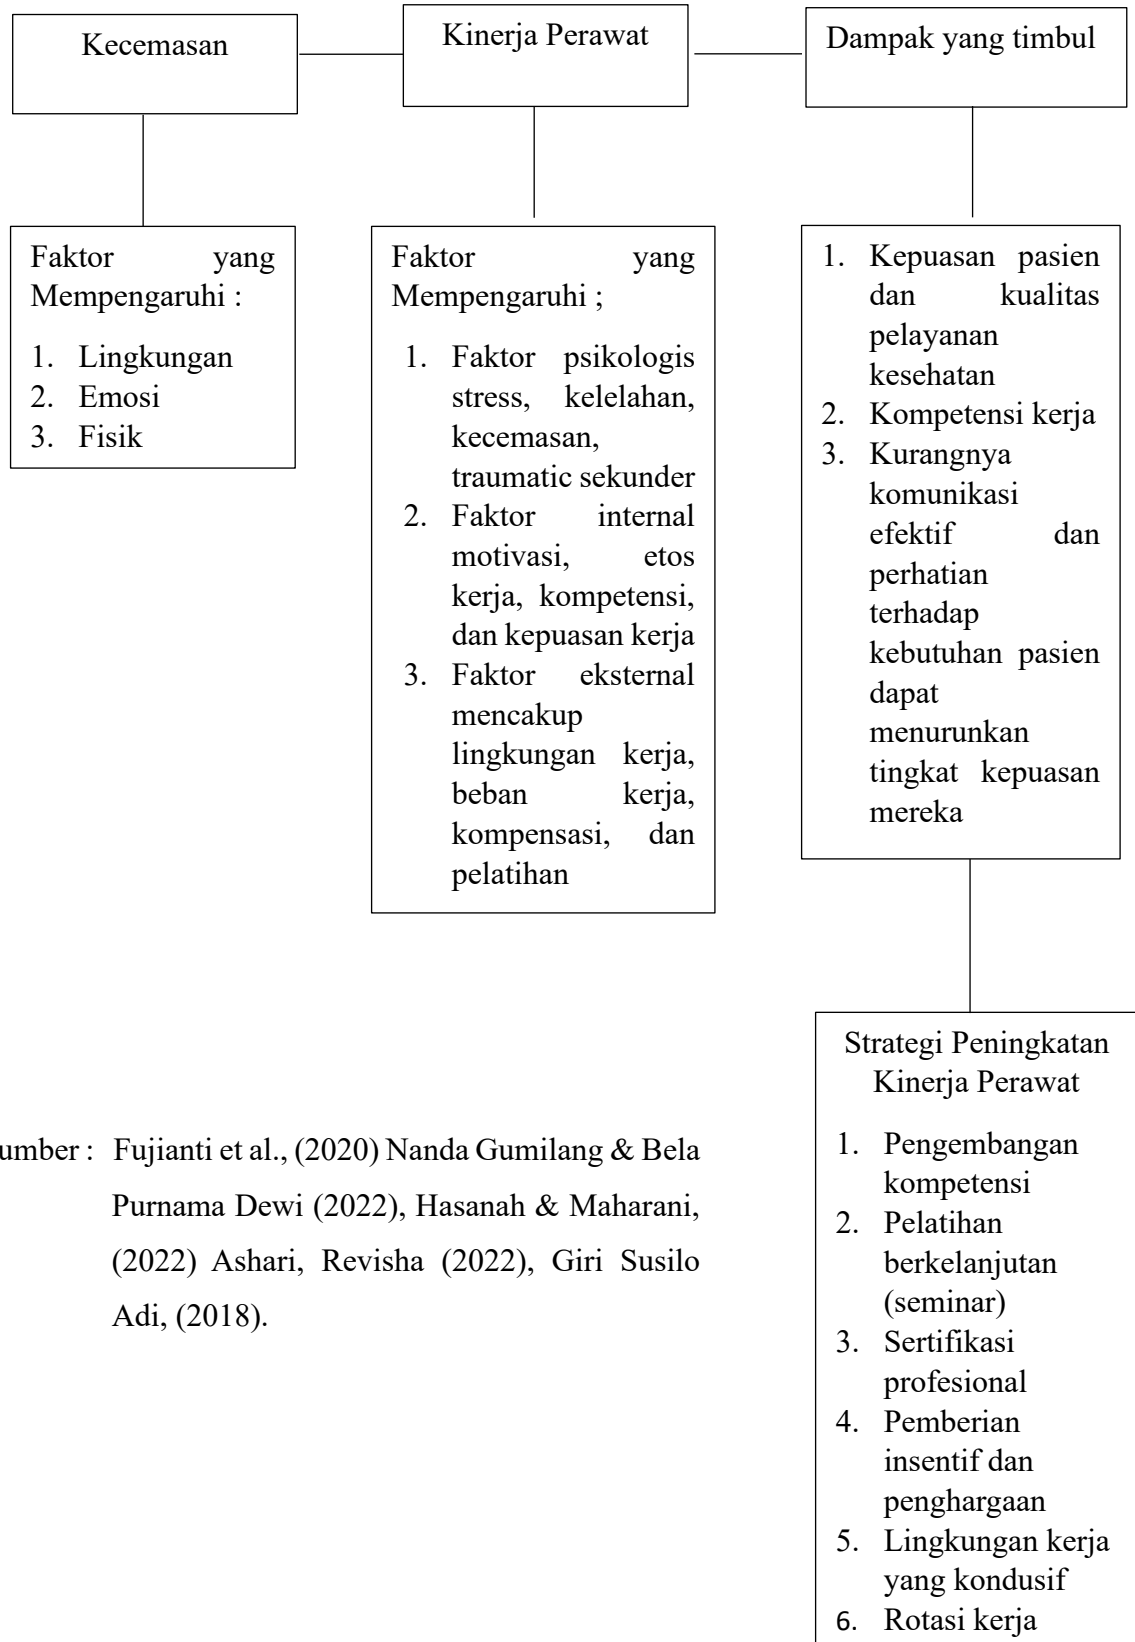 Kecemasan
Kinerja Perawat
Dampak yang timbul
Faktor yang
Mempengaruhi :
1. Lingkungan
2. Emosi
3. Fisik
Faktor yang
Mempengaruhi ;
1. Faktor psikologis
stress, kelelahan,
kecemasan,
traumatic sekunder
2. Faktor internal
motivasi, etos
kerja, kompetensi,
dan kepuasan kerja
3. Faktor eksternal
mencakup
lingkungan kerja,
beban kerja,
kompensasi, dan
pelatihan
1. Kepuasan pasien
dan kualitas
pelayanan
kesehatan
2. Kompetensi kerja
3. Kurangnya
komunikasi
efektif dan
perhatian
terhadap
kebutuhan pasien
dapat
menurunkan
tingkat kepuasan
mereka
Strategi Peningkatan
Kinerja Perawat
1. Pengembangan
kompetensi
2. Pelatihan
berkelanjutan
(seminar)
3. Sertifikasi
profesional
4. Pemberian
insentif dan
penghargaan
5. Lingkungan kerja
yang kondusif
6. Rotasi kerja
umber : Fujianti et al., (2020) Nanda Gumilang & Bela
Purnama Dewi (2022), Hasanah & Maharani,
(2022) Ashari, Revisha (2022), Giri Susilo
Adi, (2018).